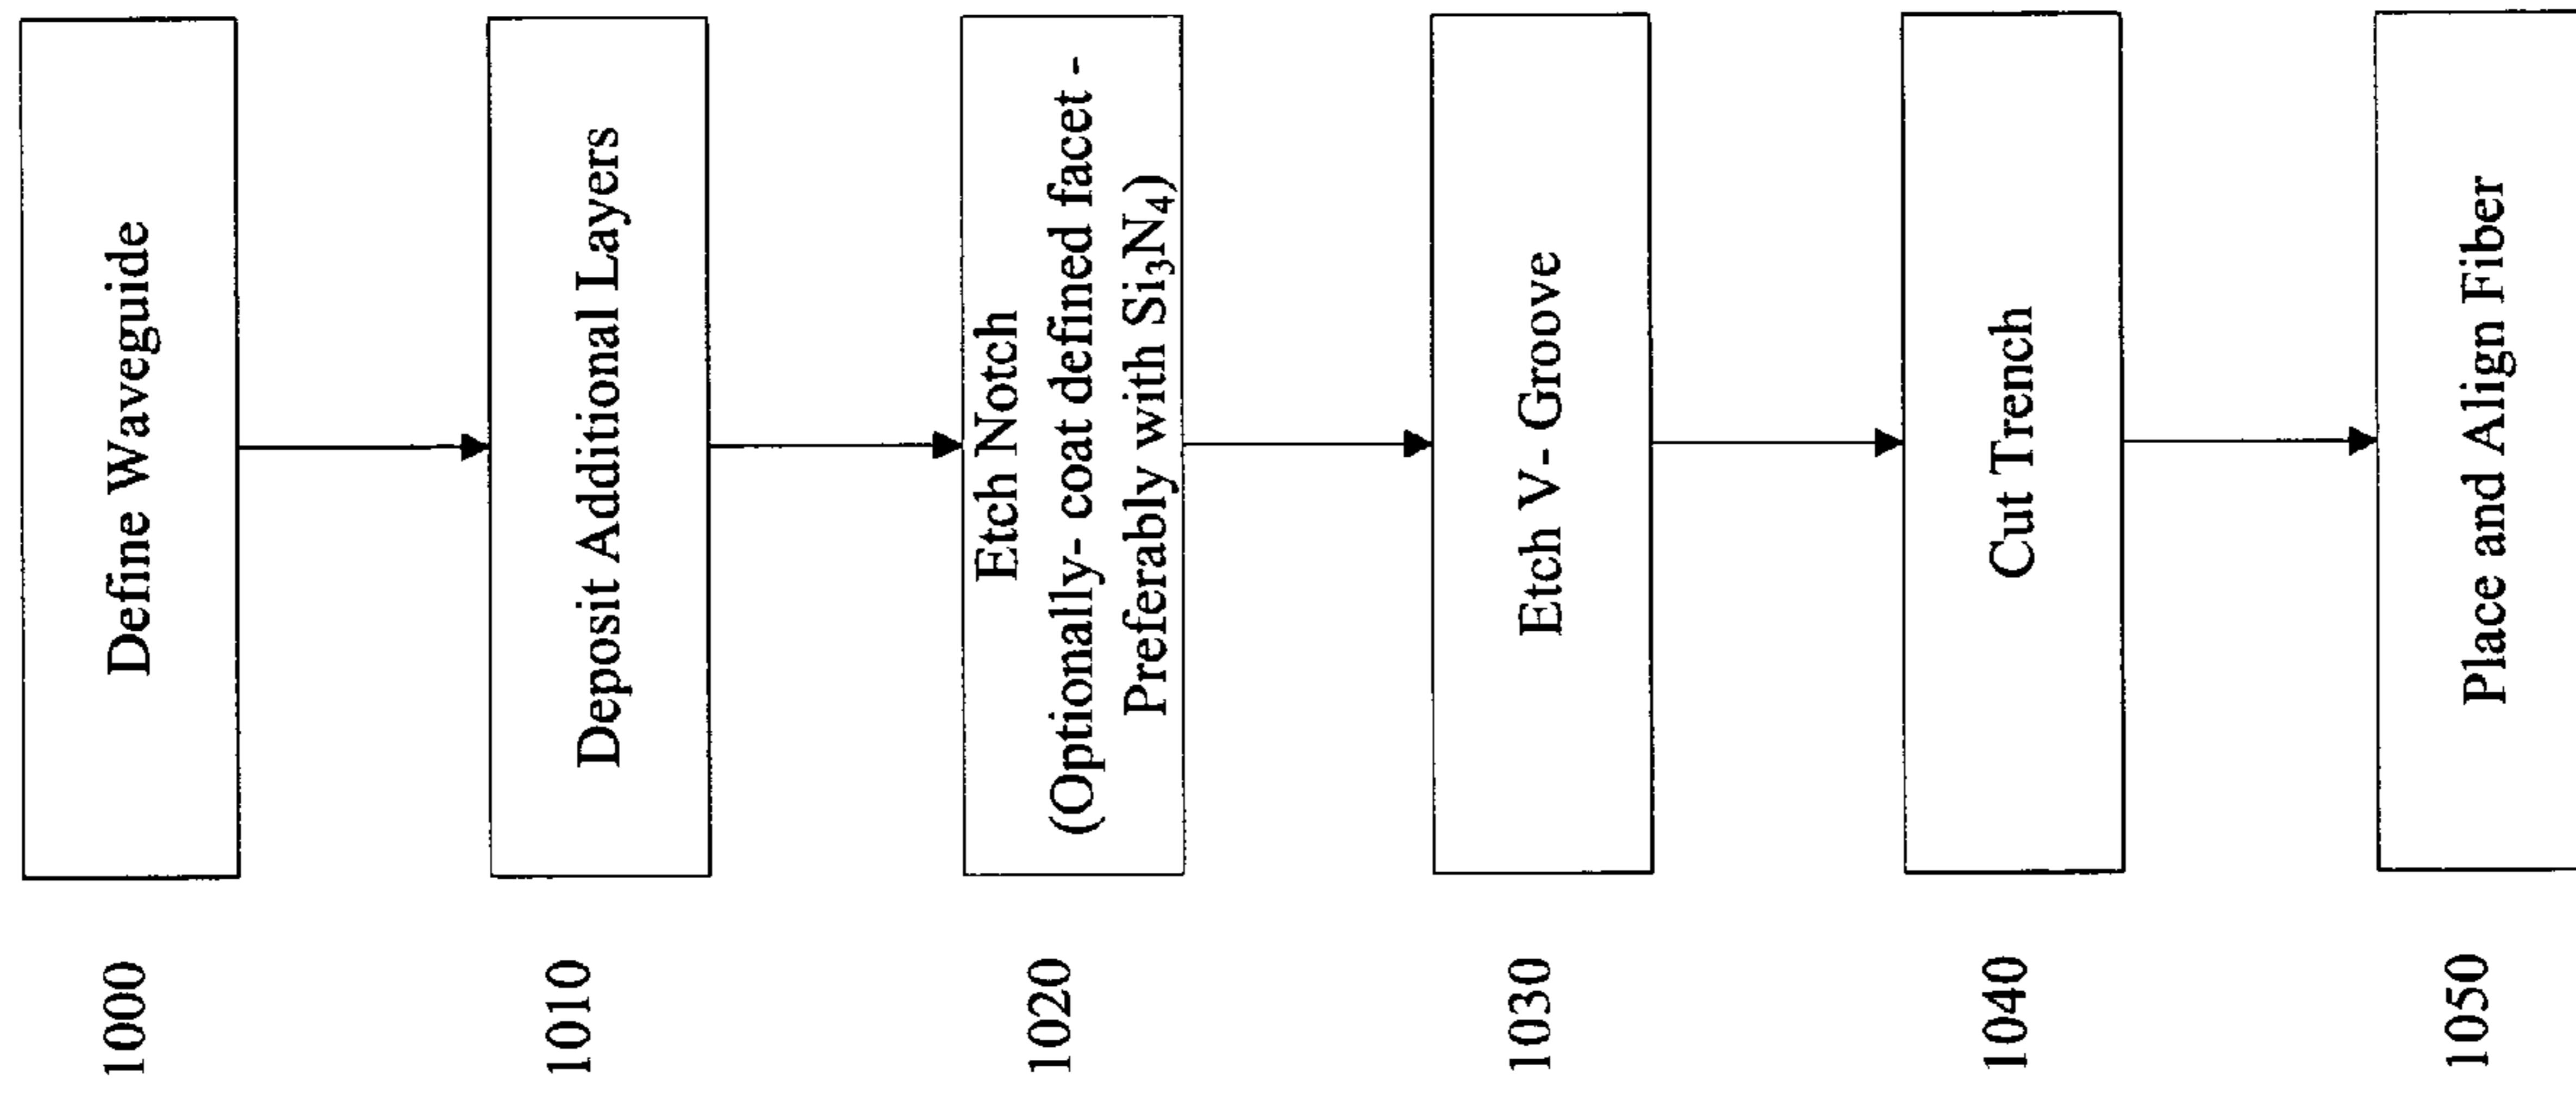 1000
Define Waveguide
1010
Deposit Additional Layers
1020
Etch Notch
(Optionally- coat defined facet -
Preferably with Si₃N₄)
1030
Etch V- Groove
1040
Cut Trench
1050
Place and Align Fiber